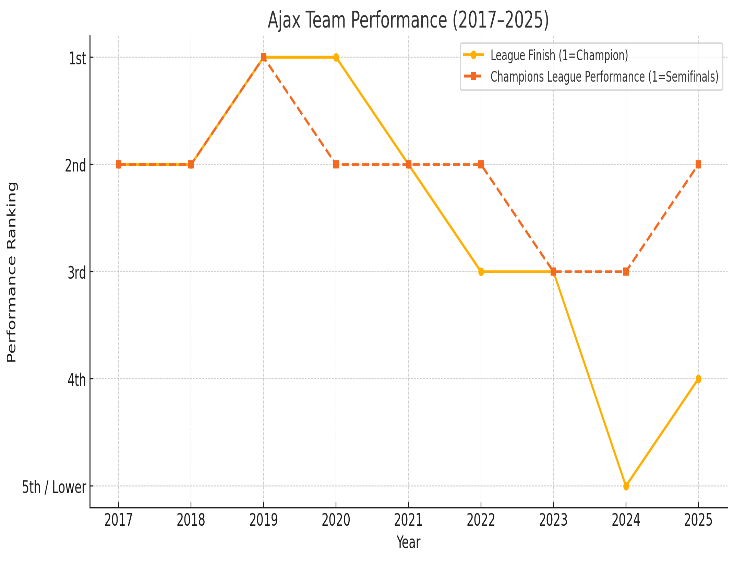 Ajax Team Performance (2017–2025)
League Finish (1=Champion)
Champions League Performance (1=Semifinals)
Performance Ranking
1st
2nd
3rd
4th
5th / Lower
2017 2018 2019 2020 2021 2022 2023 2024 2025
Year